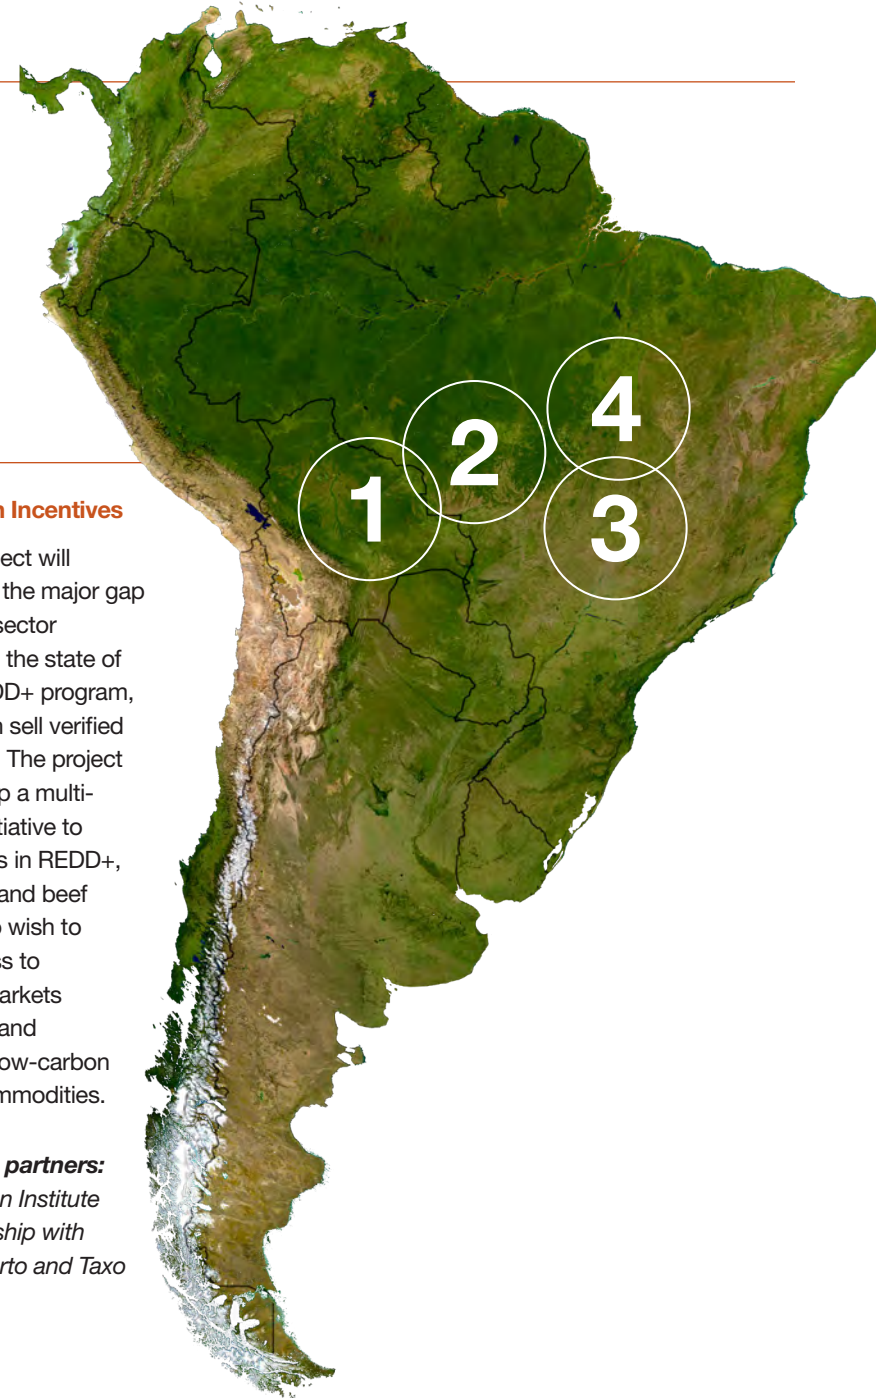 n Incentives
ect will
the major gap
sector
the state of
DD+ program,
n sell verified
The project
p a multi-
tiative to
s in REDD+,
and beef
o wish to
ss to
arkets
and
ow-carbon
mmodities.
partners:
n Institute
ship with
rto and Taxo
1
2
4
3